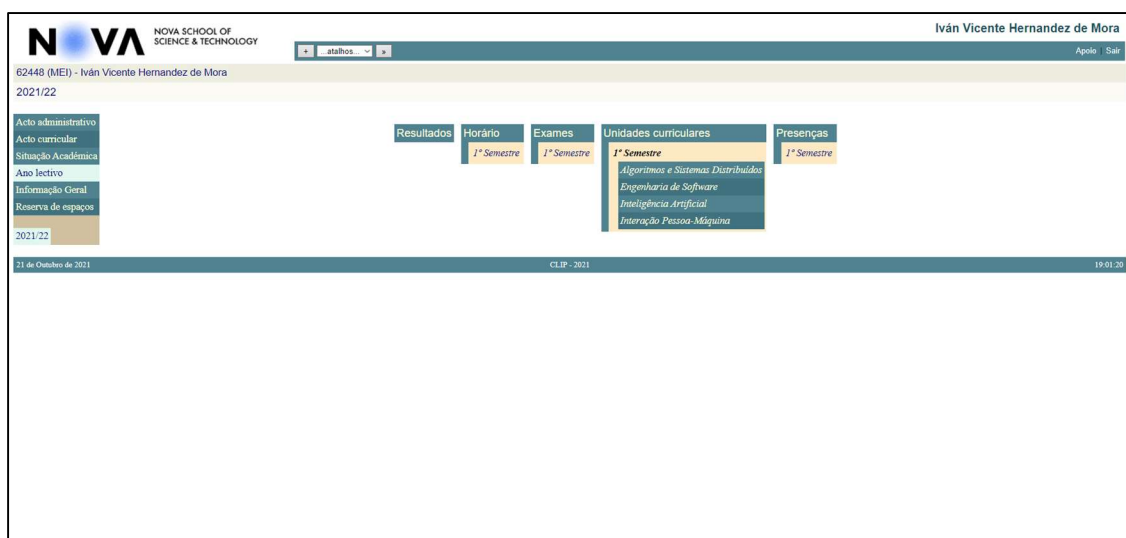 NOVA NOVA SCHOOL OF
SCIENCE & TECHNOLOGY
Iván Vicente Hernandez de Mora
+ ...atalhos... »
Apoio | Sair
62448 (MEI) - Iván Vicente Hernandez de Mora
2021/22
Acto administrativo
Acto curricular
Situação Académica
Ano lectivo
Informação Geral
Reserva de espaços
2021/22
Resultados
Horário
1º Semestre
Exames
1º Semestre
Unidades curriculares
1º Semestre
Algoritmos e Sistemas Distribuídos
Engenharia de Software
Inteligência Artificial
Interação Pessoa-Máquina
Presenças
1º Semestre
21 de Outubro de 2021 CLIP - 2021 19:01:20